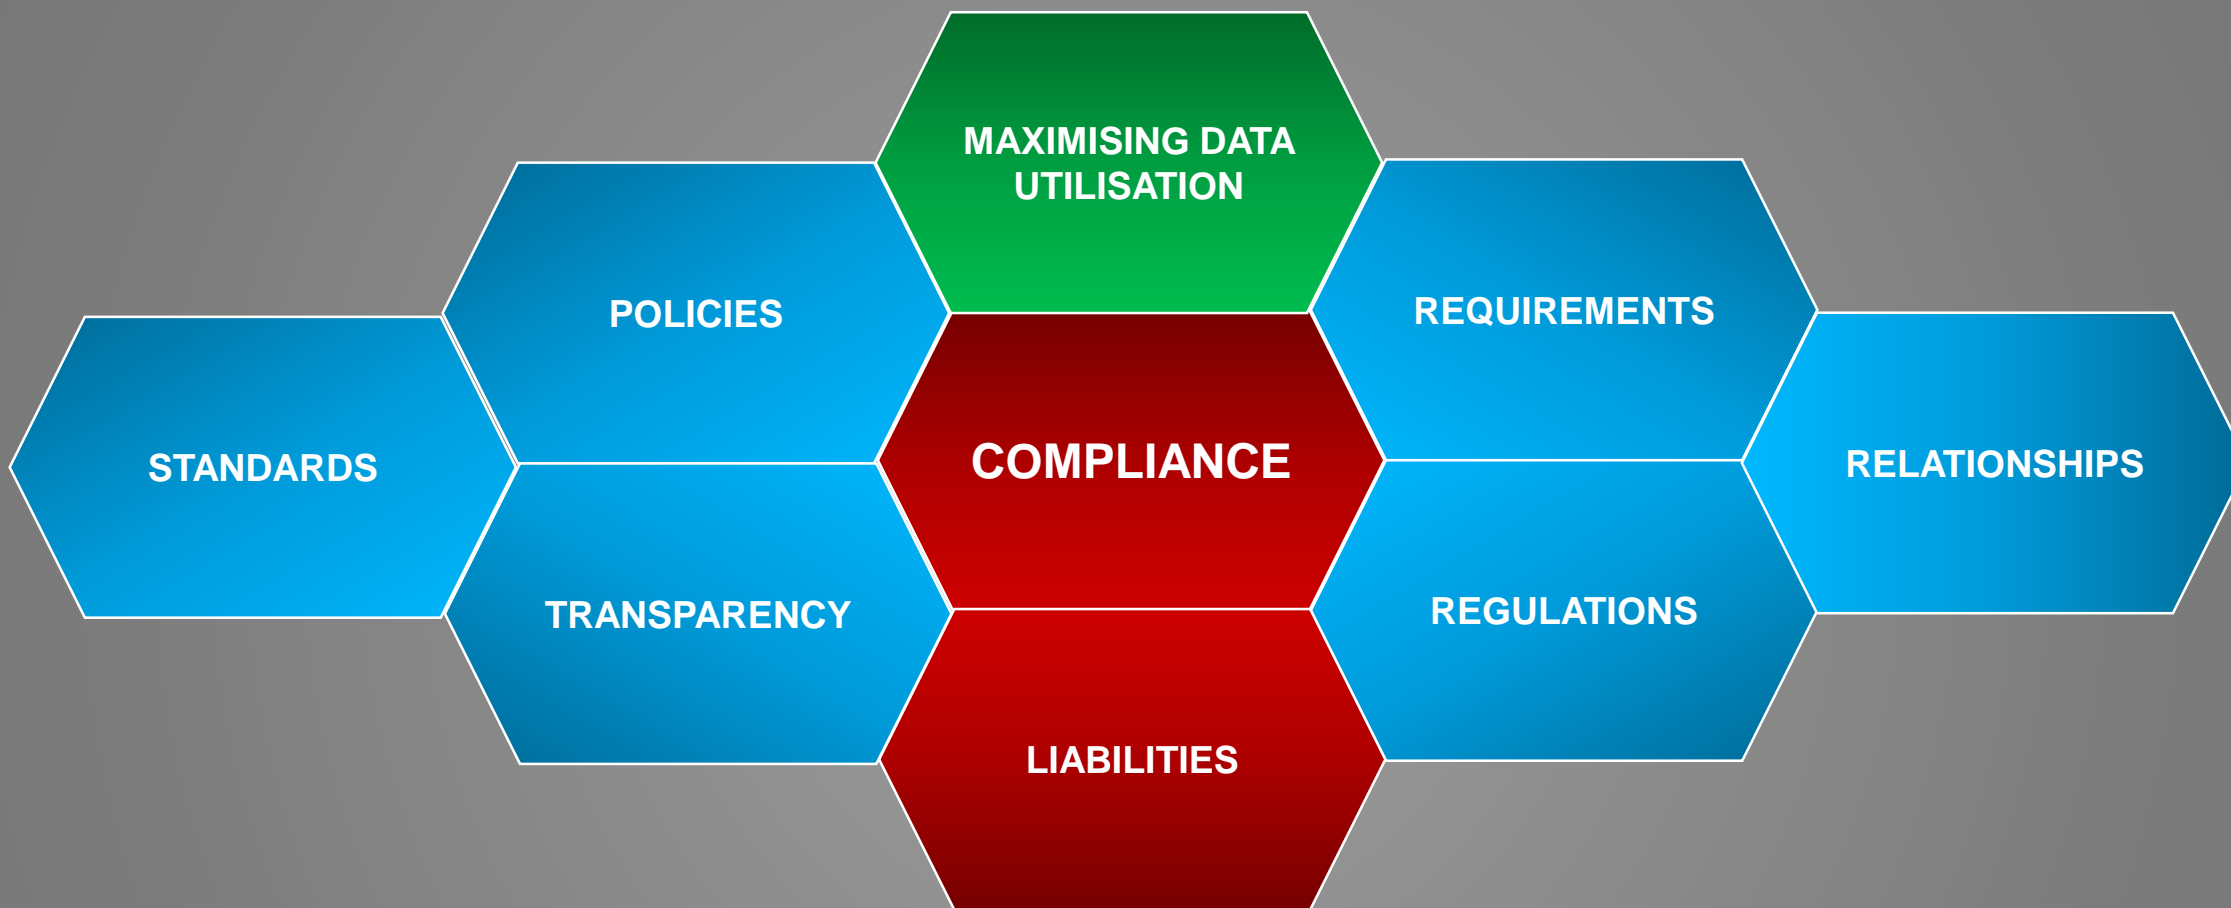 MAXIMISING DATA
UTILISATION
POLICIES
REQUIREMENTS
STANDARDS
COMPLIANCE
RELATIONSHIPS
TRANSPARENCY
REGULATIONS
LIABILITIES